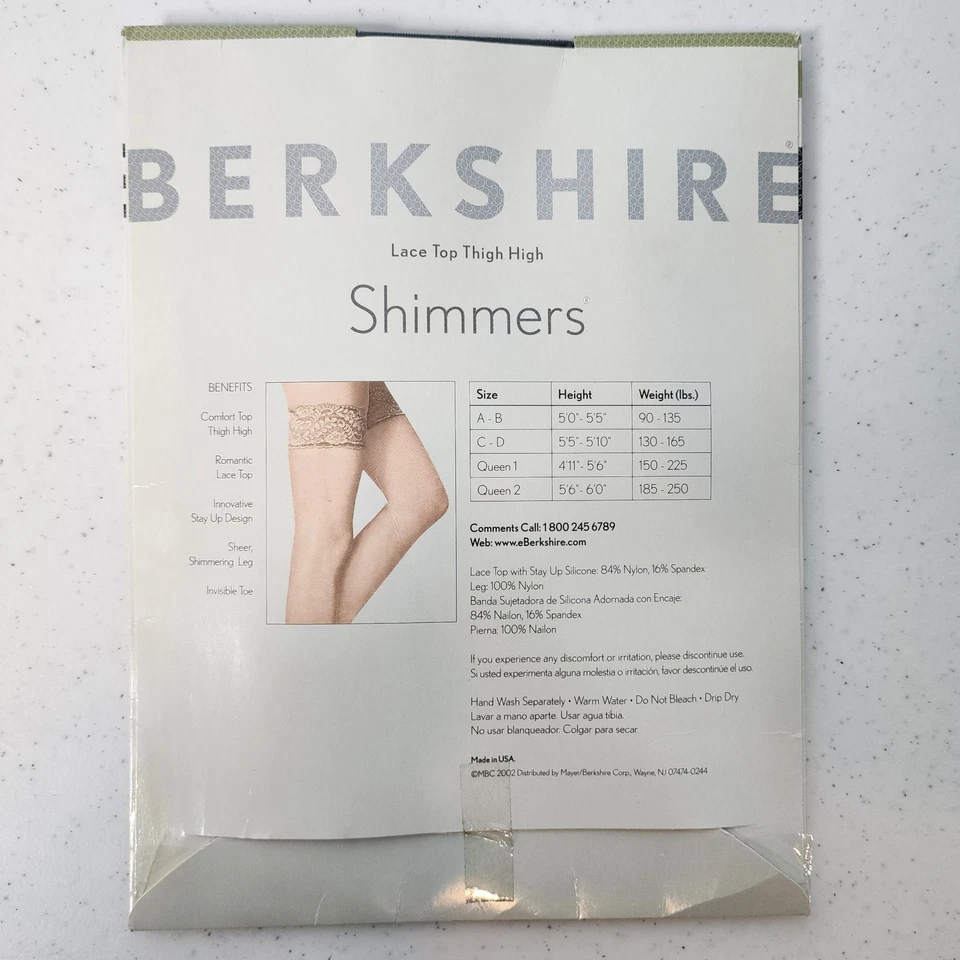 BERKSHIRE®
Lace Top Thigh High
Shimmers®
BENEFITS
Comfort Top
Thigh High
Romantic
Lace Top
Innovative
Stay Up Design
Sheer,
Shimmering Leg
Invisible Toe
Size Height Weight (lbs.)
A - B 5'0"- 5'5" 90 - 135
C - D 5'5"- 5'10" 130 - 165
Queen 1 4'11"- 5'6" 150 - 225
Queen 2 5'6"- 6'0" 185 - 250
Comments Call: 1 800 245 6789
Web: www.eBerkshire.com
Lace Top with Stay Up Silicone: 84% Nylon, 16% Spandex
Leg: 100% Nylon
Banda Sujetadora de Silicona Adornada con Encaje:
84% Nailon, 16% Spandex
Pierna: 100% Nailon
If you experience any discomfort or irritation, please discontinue use.
Si usted experimenta alguna molestia o irritación, favor descontinúe el uso.
Hand Wash Separately • Warm Water • Do Not Bleach • Drip Dry
Lavar a mano aparte. Usar agua tibia.
No usar blanqueador. Colgar para secar.
Made in USA.
©MBC 2002 Distributed by Mayer/Berkshire Corp., Wayne, NJ 07474-0244